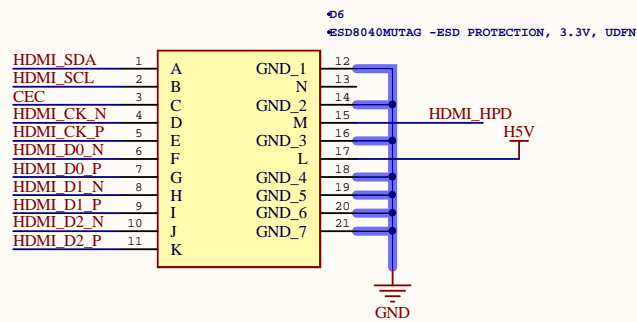 D6
ESD8040MUTAG -ESD PROTECTION, 3.3V, UDFN
HDMI_SDA 1 A GND_1 12
HDMI_SCL 2 B N 13
CEC 3 C GND_2 14
HDMI_CK_N 4 D M 15 HDMI_HPD
HDMI_CK_P 5 E GND_3 16 H5V
HDMI_D0_N 6 F L 17
HDMI_D0_P 7 G GND_4 18
HDMI_D1_N 8 H GND_5 19
HDMI_D1_P 9 I GND_6 20
HDMI_D2_N 10 J GND_7 21
HDMI_D2_P 11 K
GND